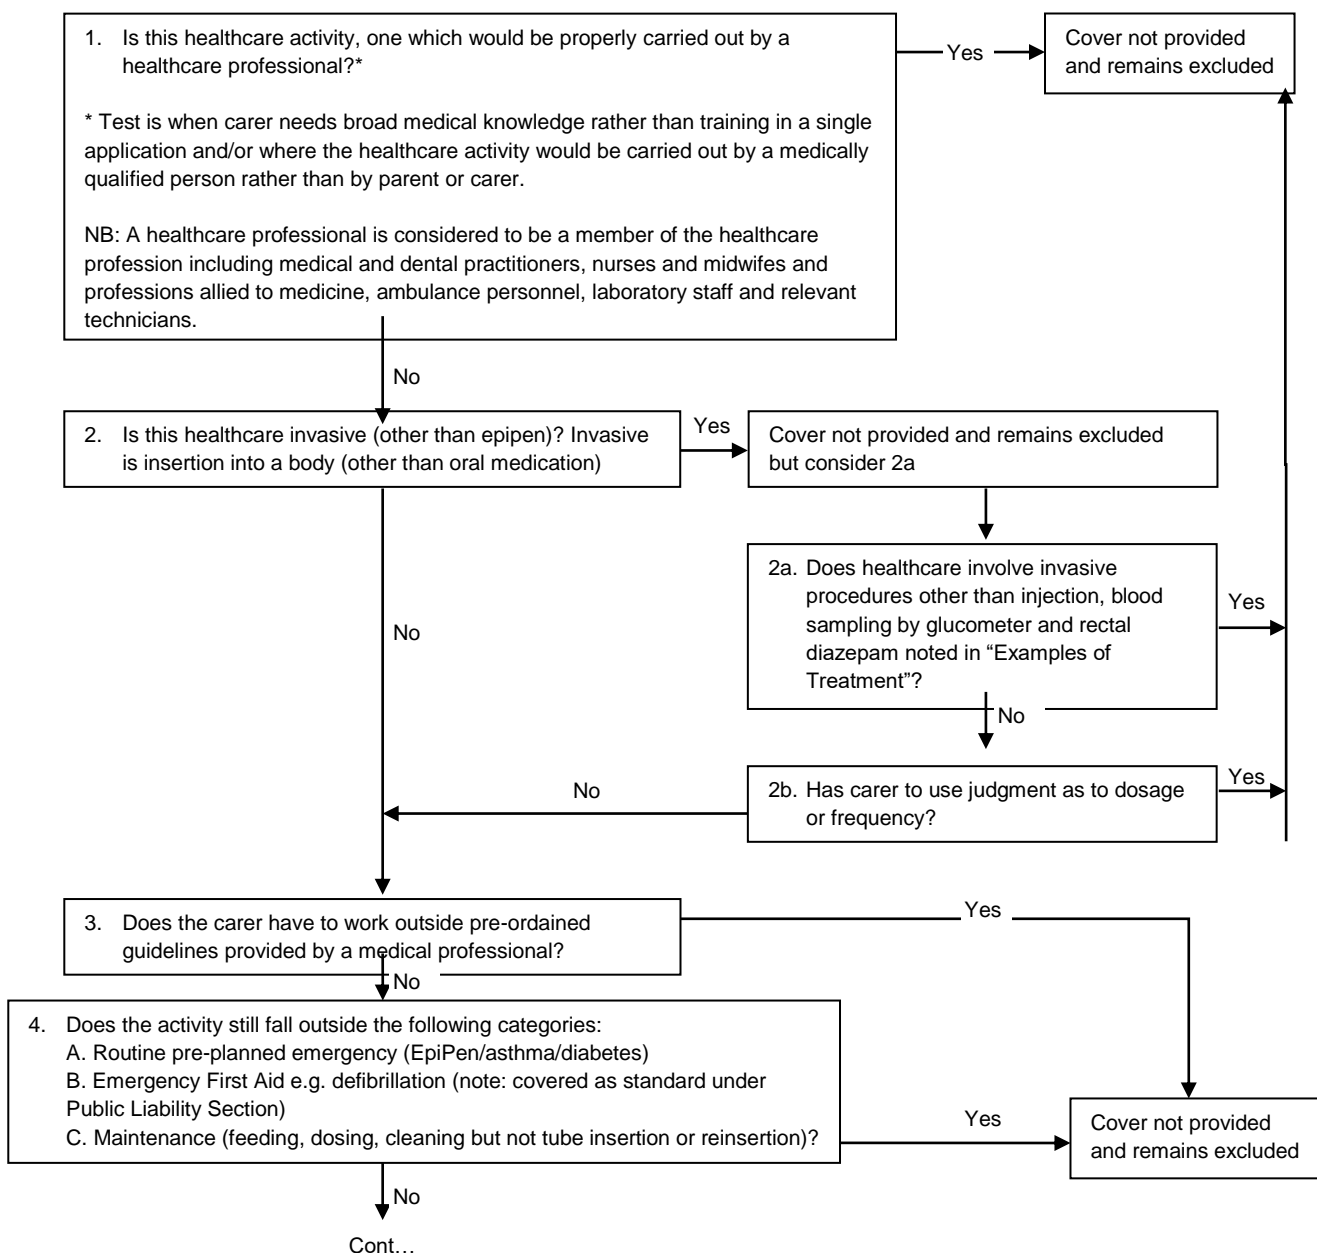 1. Is this healthcare activity, one which would be properly carried out by a
healthcare professional?*
* Test is when carer needs broad medical knowledge rather than training in a single
application and/or where the healthcare activity would be carried out by a medically
qualified person rather than by parent or carer.
NB: A healthcare professional is considered to be a member of the healthcare
profession including medical and dental practitioners, nurses and midwifes and
professions allied to medicine, ambulance personnel, laboratory staff and relevant
technicians.
Yes
Cover not provided
and remains excluded
No
2. Is this healthcare invasive (other than epipen)? Invasive
is insertion into a body (other than oral medication)
Yes
Cover not provided and remains excluded
but consider 2a
2a. Does healthcare involve invasive
procedures other than injection, blood
sampling by glucometer and rectal
diazepam noted in “Examples of
Treatment”?
Yes
No
No
2b. Has carer to use judgment as to dosage
or frequency?
Yes
No
3. Does the carer have to work outside pre-ordained
guidelines provided by a medical professional?
Yes
No
4. Does the activity still fall outside the following categories:
A. Routine pre-planned emergency (EpiPen/asthma/diabetes)
B. Emergency First Aid e.g. defibrillation (note: covered as standard under
Public Liability Section)
C. Maintenance (feeding, dosing, cleaning but not tube insertion or reinsertion)?
Yes
Cover not provided
and remains excluded
No
Cont…